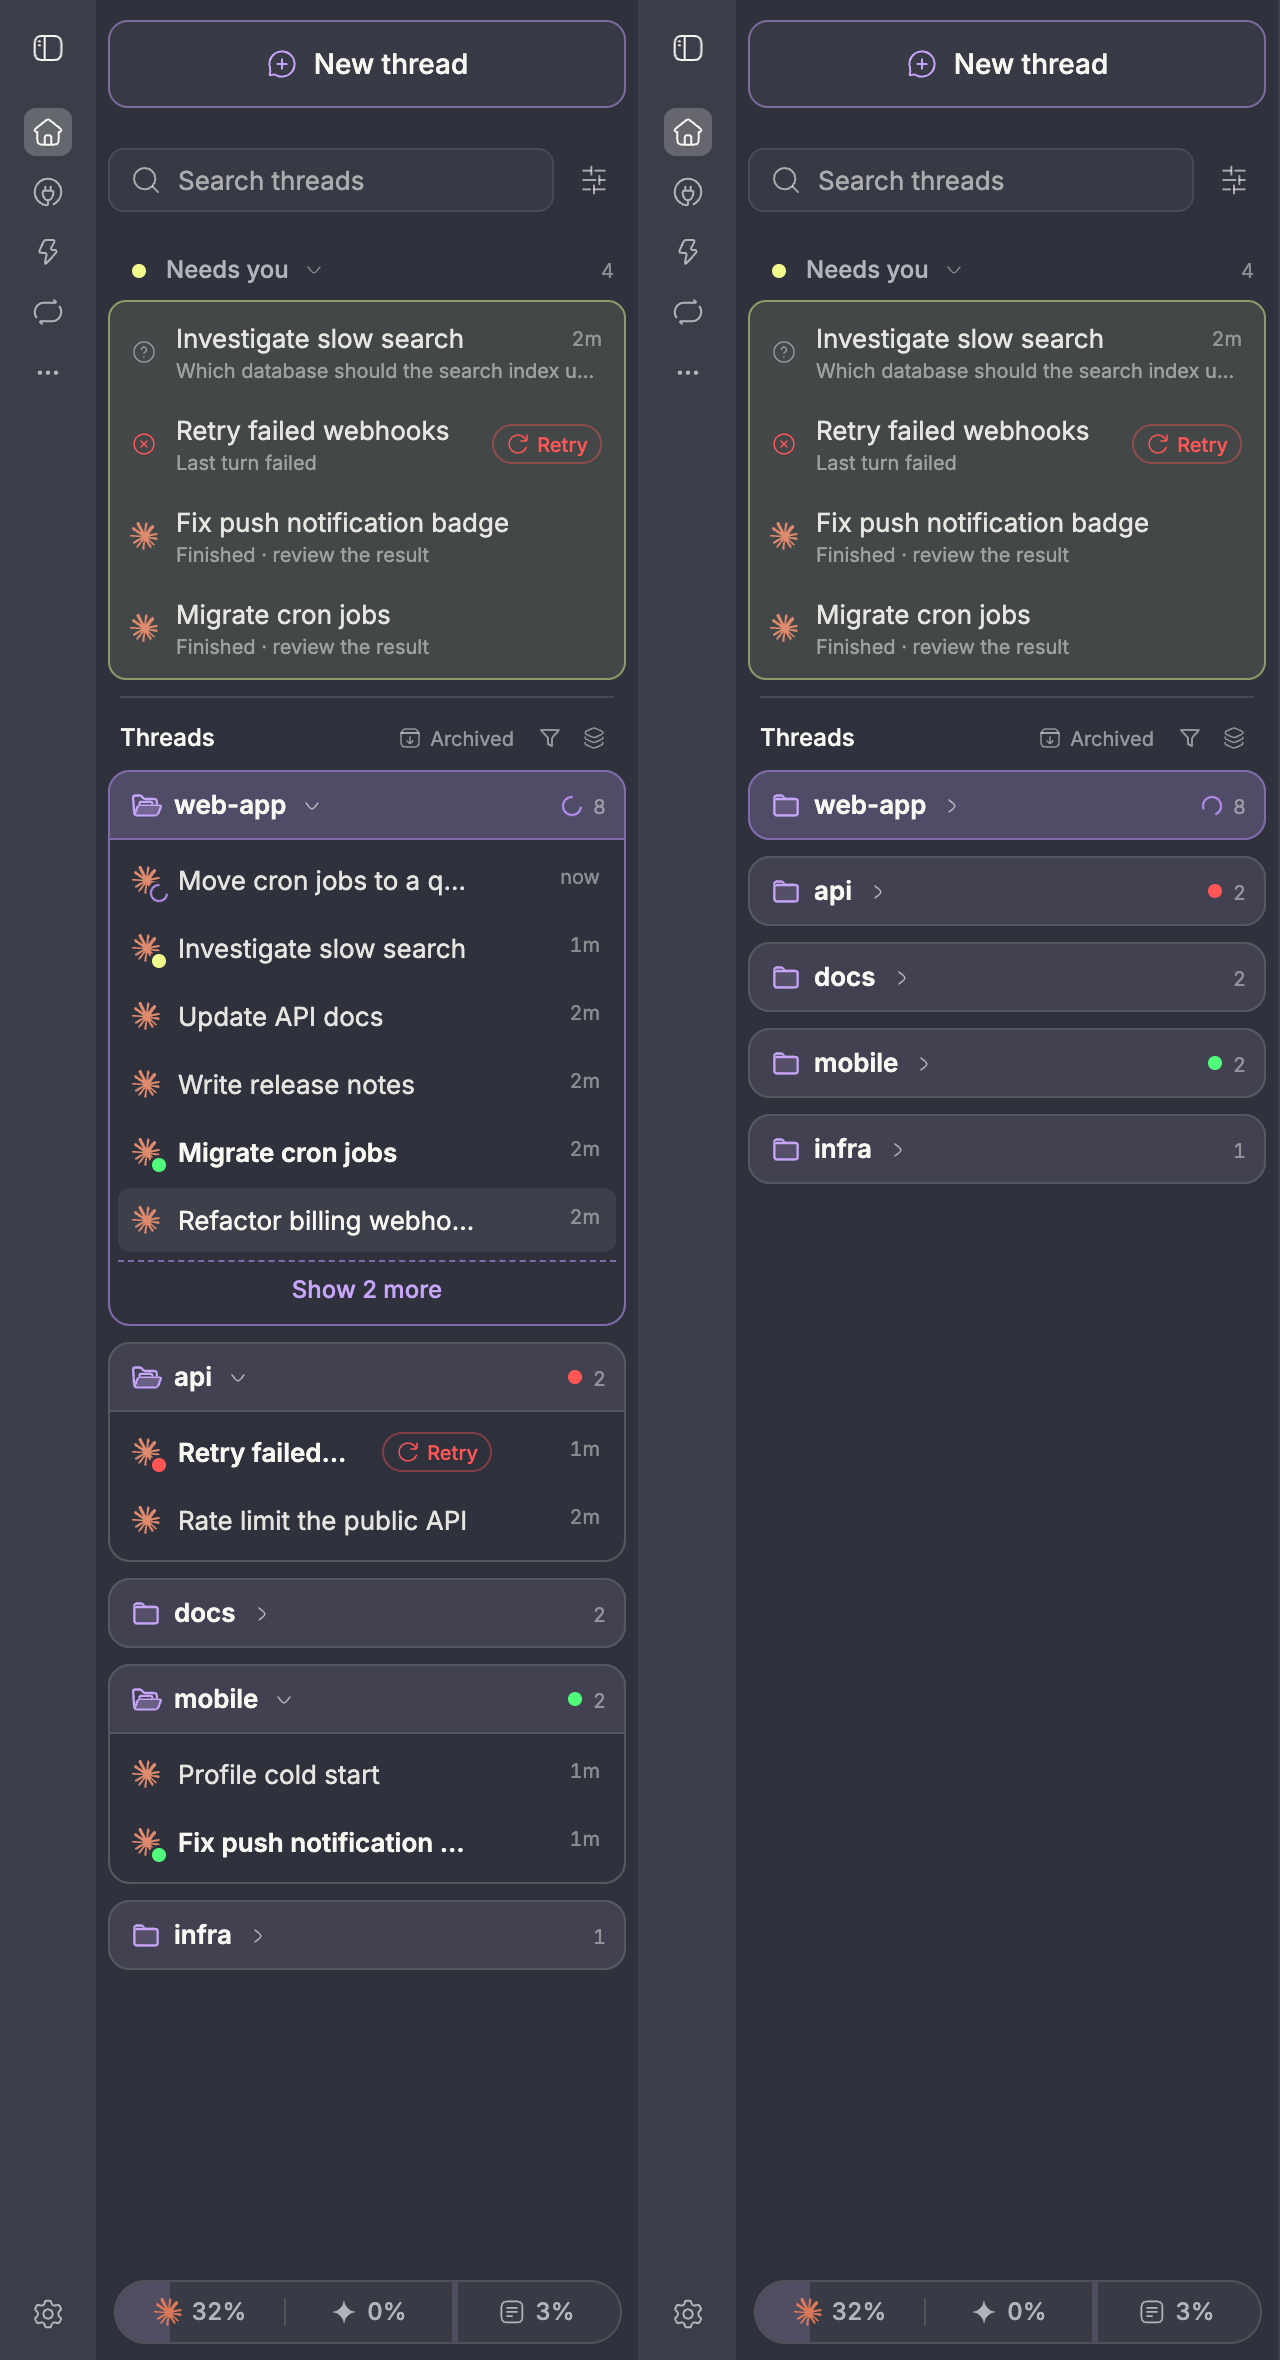 New thread
Search threads
Needs you
4
Investigate slow search
2m
Which database should the search index u...
Retry failed webhooks
Last turn failed
Retry
Fix push notification badge
Finished · review the result
Migrate cron jobs
Finished · review the result
Threads
Archived
web-app
8
Move cron jobs to a q...
now
Investigate slow search
1m
Update API docs
2m
Write release notes
2m
Migrate cron jobs
2m
Refactor billing webho...
2m
Show 2 more
api
2
Retry failed...
Retry
1m
Rate limit the public API
2m
docs
2
mobile
2
Profile cold start
1m
Fix push notification ...
1m
infra
1
32%
0%
3%
New thread
Search threads
Needs you
4
Investigate slow search
2m
Which database should the search index u...
Retry failed webhooks
Last turn failed
Retry
Fix push notification badge
Finished · review the result
Migrate cron jobs
Finished · review the result
Threads
Archived
web-app
8
api
2
docs
2
mobile
2
infra
1
32%
0%
3%